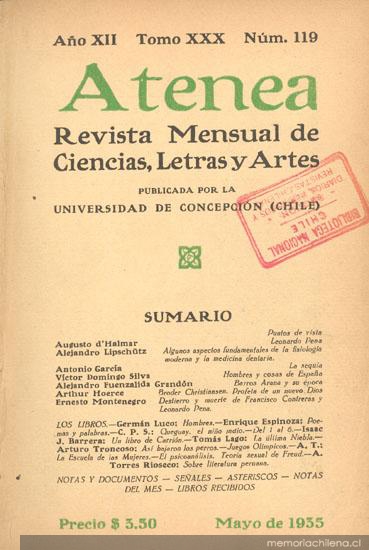 Año XII Tomo XXX Núm. 119
Atenea
Revista Mensual de
Ciencias, Letras y Artes
PUBLICADA POR LA
UNIVERSIDAD DE CONCEPCIÓN (CHILE)
BIBLIOTECA NACIONAL
CHILE
DIARIOS,
Y
REVISTAS CHIL
SUMARIO
Puntos de vista
Augusto d'Halmar Leonardo Pena
Alejandro Lipschütz Algunos aspectos fundamentales de la fisiología
moderna y la medicina dentaria.
Antonio García La sequía
Víctor Domingo Silva Hombres y cosas de España
Alejandro Fuenzalida Grandón Barros Arana y su época
Arthur Hoerée Broder Christiansen. Profeta de un nuevo Dios
Ernesto Montenegro Destierro y muerte de Francisco Contreras y
Leonardo Pena.
LOS LIBROS.—Germán Luco: Hombres.—Enrique Espinoza: Poe-
mas y palabras.—C. P. S.: Cheguay, el niño indio.—Del 1 al 6.—Isaac
J. Barrera: Un libro de Carrión.—Tomás Lago: La última Niebla.—
Arturo Troncoso: Así bajaron los perros.—Juegos Olímpicos.—A. T.:
La Escuela de las Mujeres.—El psicoanálisis. Teoría sexual de Freud.—A.
Torres Rioseco: Sobre literatura peruana.
NOTAS Y DOCUMENTOS — SEÑALES — ASTERISCOS — NOTAS
DEL MES — LIBROS RECIBIDOS
Precio $ 3.50 Mayo de 1935
memoriachilena.cl